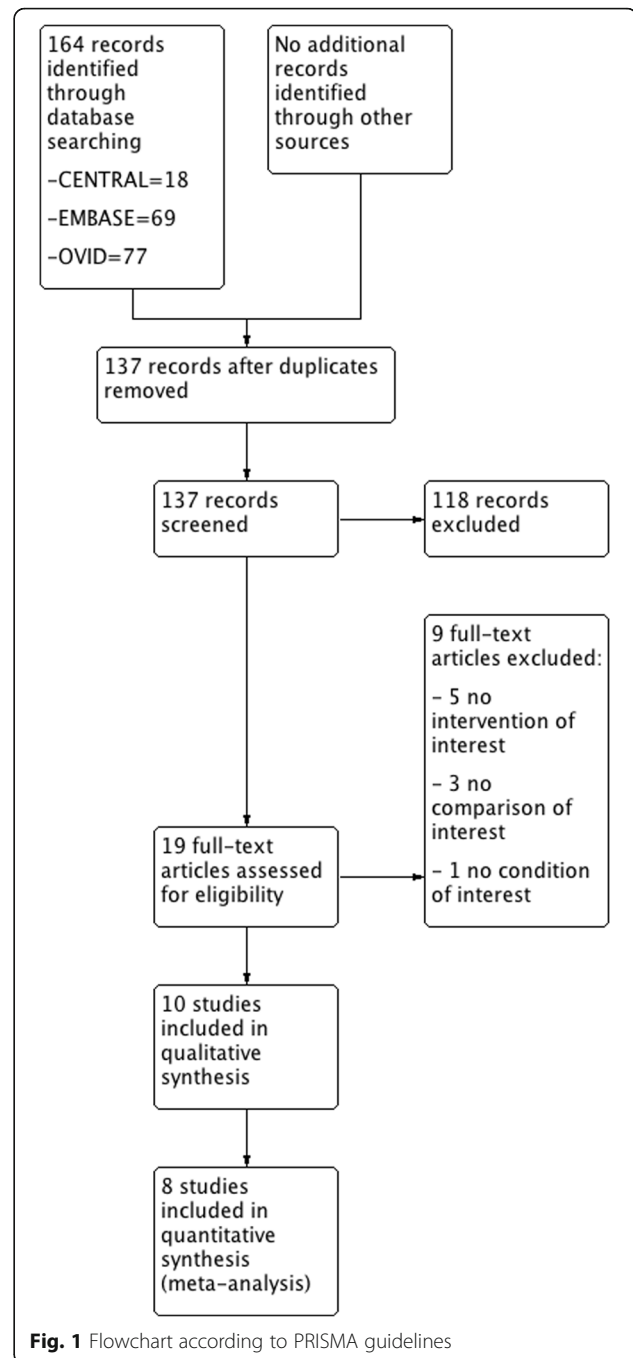 164 records
identified
through
database
searching
-CENTRAL=18
-EMBASE=69
-OVID=77
No additional
records
identified
through other
sources
137 records after duplicates
removed
137 records
screened
118 records
excluded
9 full-text
articles excluded:
- 5 no
intervention of
interest
- 3 no
comparison of
interest
- 1 no condition
of interest
19 full-text
articles assessed
for eligibility
10 studies
included in
qualitative
synthesis
8 studies
included in
quantitative
synthesis
(meta-analysis)
Fig. 1 Flowchart according to PRISMA guidelines